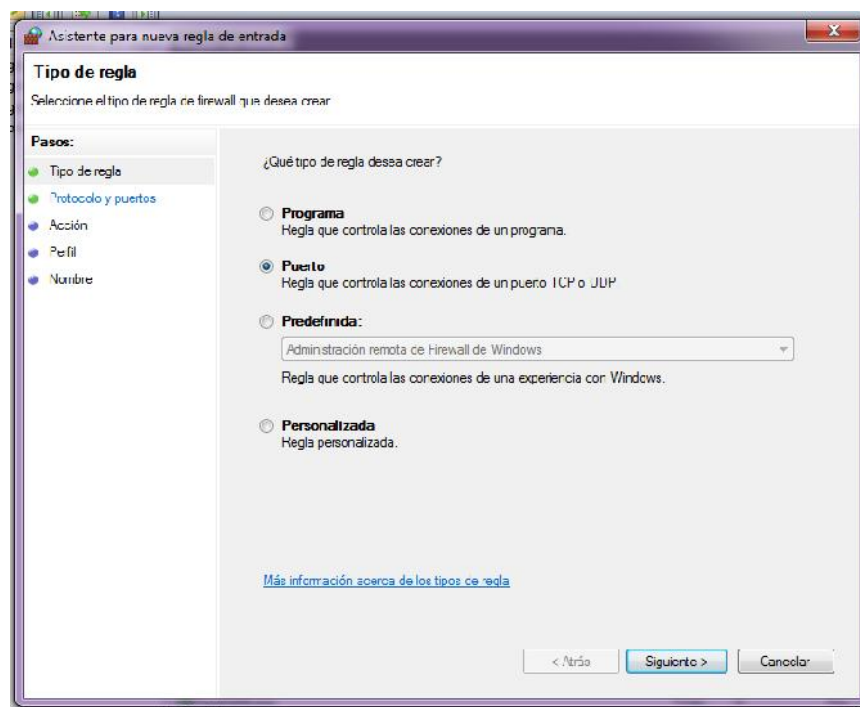 Asistente para nueva regla de entrada
Tipo de regla
Seleccione el tipo de regla de firewall que desea crear
Pasos:
Tipo de regla
Protocolo y puertos
Acción
Perfil
Nombre
¿Qué tipo de regla desea crear?
Programa
Regla que controla las conexiones de un programa.
Puerto
Regla que controla las conexiones de un puerto TCP o UDP
Predefinida:
Administración remota de Firewall de Windows
Regla que controla las conexiones de una experiencia con Windows.
Personalizada
Regla personalizada.
Más información acerca de los tipos de regla
< Atrás Siguiente > Cancelar